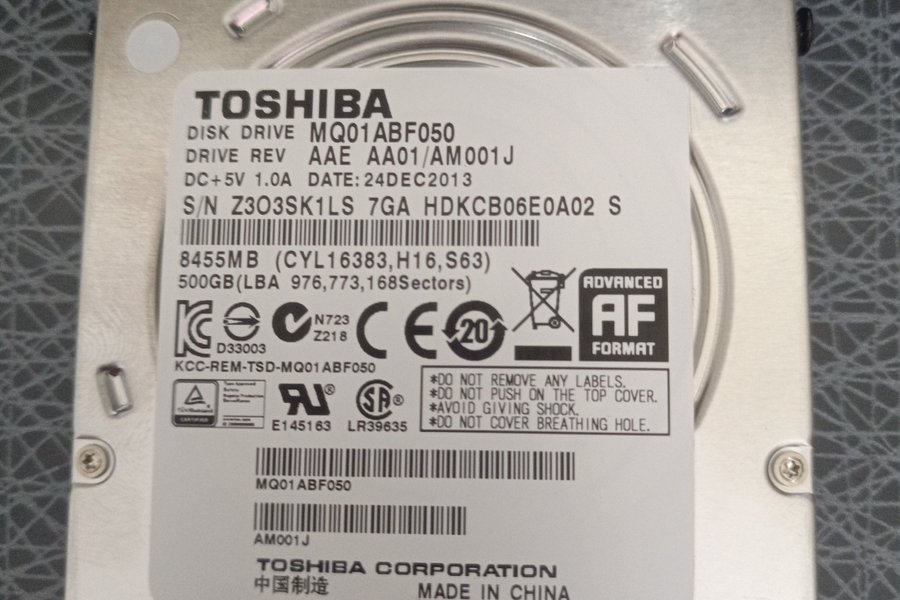 TOSHIBA
DISK DRIVE MQ01ABF050
DRIVE REV AAE AA01/AM001J
DC+5V 1.0A DATE:24DEC2013
S/N Z3O3SK1LS 7GA HDKCB06E0A02 S
8455MB (CYL16383,H16,S63)
500GB(LBA 976,773,168Sectors)
D33003
N723
Z218
CE
20
ADVANCED
AF
FORMAT
KCC-REM-TSD-MQ01ABF050
*DO NOT REMOVE ANY LABELS.
*DO NOT PUSH ON THE TOP COVER.
*AVOID GIVING SHOCK.
*DO NOT COVER BREATHING HOLE.
E145163
LR39635
MQ01ABF050
AM001J
TOSHIBA CORPORATION
中国制造 MADE IN CHINA